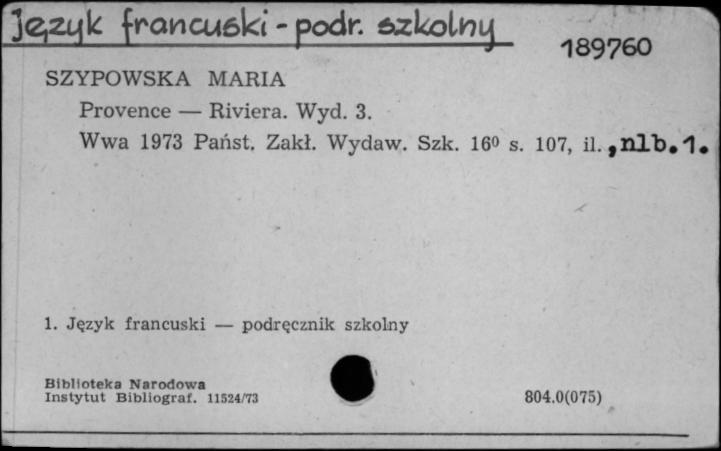 Język francuski - podr. szkolny
189760
SZYPOWSKA MARIA
Provence — Riviera. Wyd. 3.
Wwa 1973 Państ. Zakł. Wydaw. Szk. 16⁰ s. 107, il., nlb. 1.
1. Język francuski — podręcznik szkolny
Biblioteka Narodowa
Instytut Bibliograf. 11524/73
804.0(075)